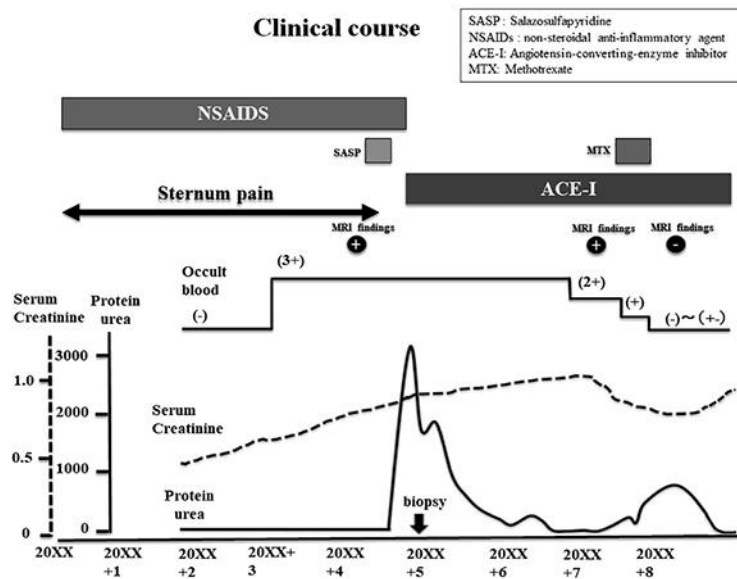 Clinical course
SASP : Salazosulfapyridine
NSAIDs : non-steroidal anti-inflammatory agent
ACE-I: Angiotensin-converting-enzyme inhibitor
MTX: Methotrexate
NSAIDS
SASP
MTX
ACE-I
Sternum pain
MRI findings
+
MRI findings
+
MRI findings
-
Occult
blood
(-)
(3+)
(2+)
(+)
(-)～(+-)
Serum
Creatinine
Protein
urea
1.0
0.5
0
3000
2000
1000
0
Serum
Creatinine
Protein
urea
biopsy
20XX
20XX
+1
20XX
+2
20XX+
3
20XX
+4
20XX
+5
20XX
+6
20XX
+7
20XX
+8